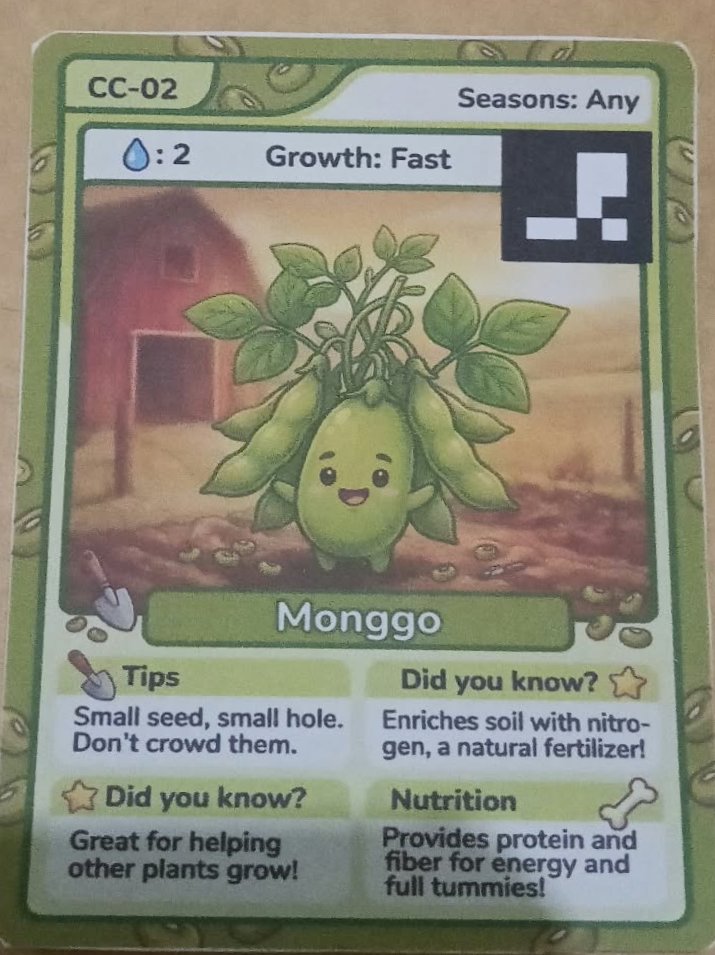 CC-02
Seasons: Any
: 2
Growth: Fast
Monggo
Tips
Small seed, small hole.
Don't crowd them.
Did you know?
Enriches soil with nitro-
gen, a natural fertilizer!
Did you know?
Great for helping
other plants grow!
Nutrition
Provides protein and
fiber for energy and
full tummies!